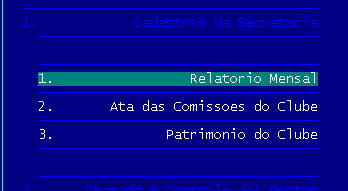 1. Cadastros da Secretaria
1. Relatorio Mensal
2. Ata das Comissoes do Clube
3. Patrimonio do Clube